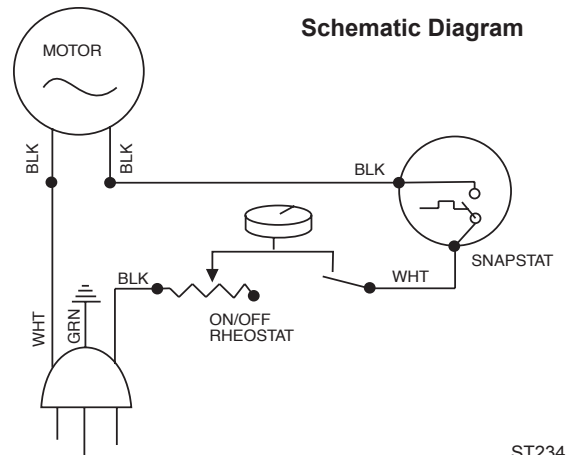 Schematic Diagram
MOTOR
BLK
BLK
BLK
SNAPSTAT
WHT
BLK
ON/OFF
RHEOSTAT
WHT
GRN
ST234